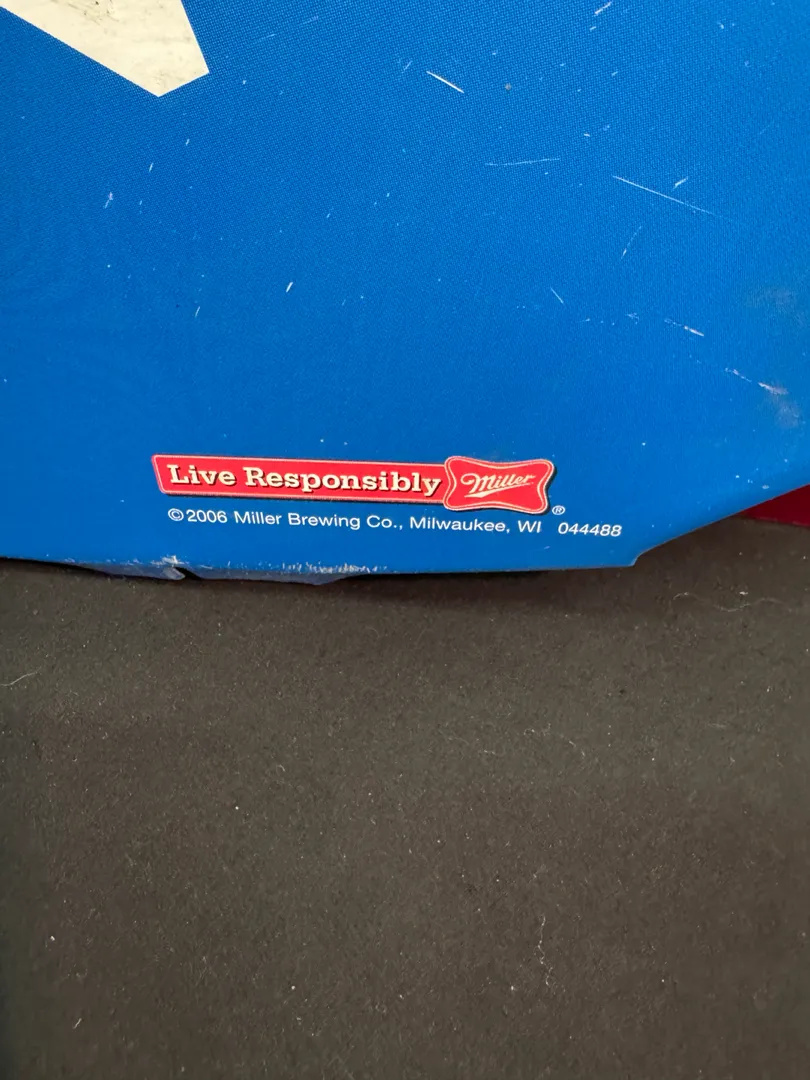 Live Responsibly Miller ®
©2006 Miller Brewing Co., Milwaukee, WI 044488